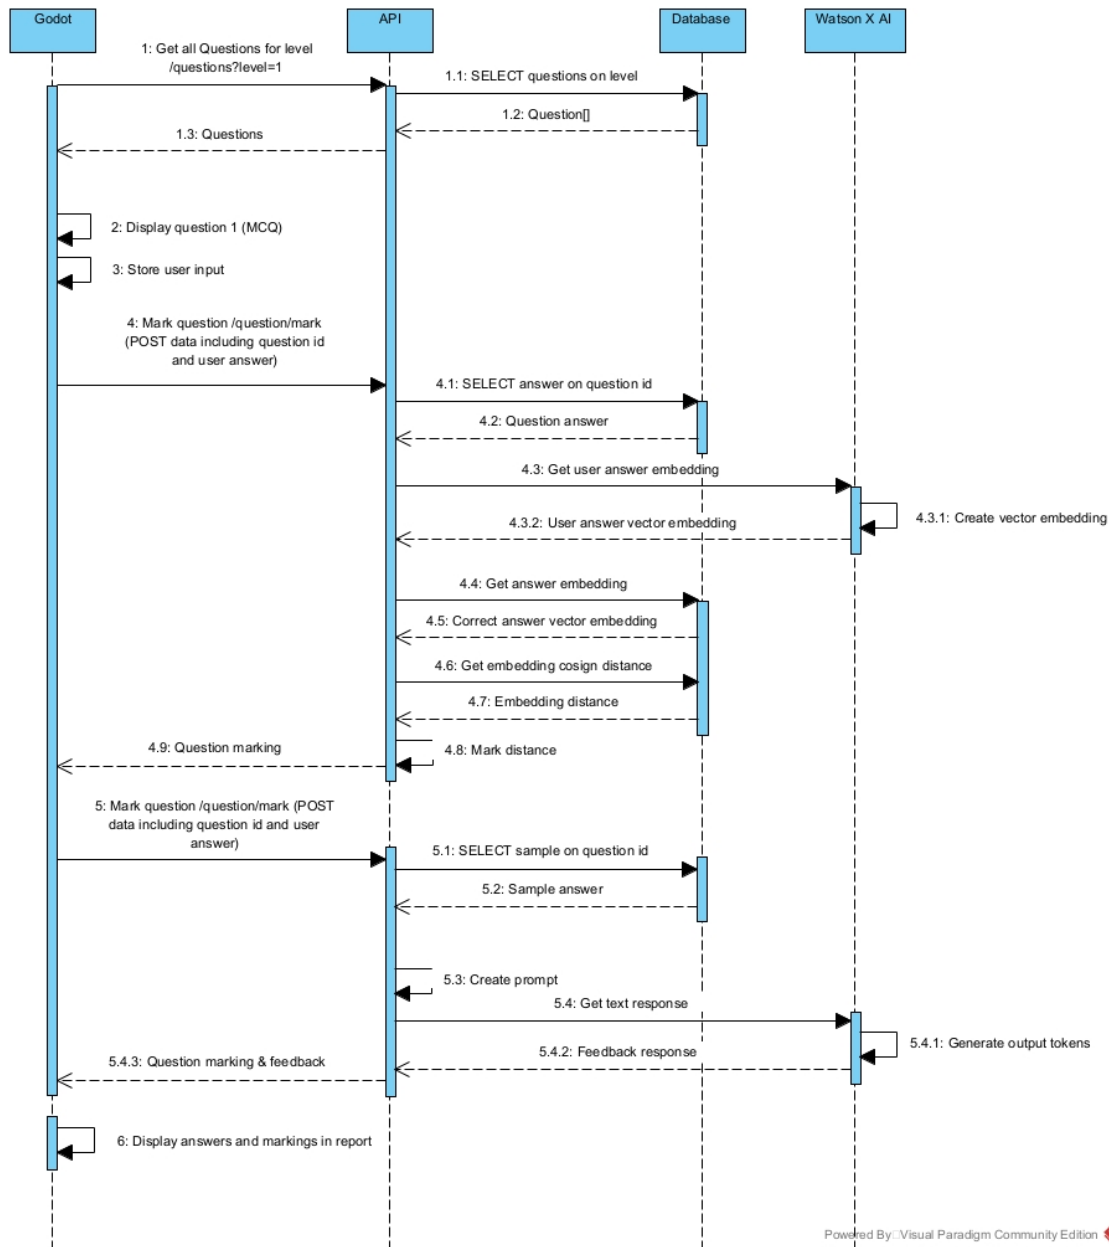 Godot
API
Database
Watson X AI
1: Get all Questions for level
/questions?level=1
1.1: SELECT questions on level
1.2: Question[]
1.3: Questions
2: Display question 1 (MCQ)
3: Store user input
4: Mark question /question/mark
(POST data including question id
and user answer)
4.1: SELECT answer on question id
4.2: Question answer
4.3: Get user answer embedding
4.3.1: Create vector embedding
4.3.2: User answer vector embedding
4.4: Get answer embedding
4.5: Correct answer vector embedding
4.6: Get embedding cosign distance
4.7: Embedding distance
4.8: Mark distance
4.9: Question marking
5: Mark question /question/mark (POST
data including question id and user
answer)
5.1: SELECT sample on question id
5.2: Sample answer
5.3: Create prompt
5.4: Get text response
5.4.1: Generate output tokens
5.4.2: Feedback response
5.4.3: Question marking & feedback
6: Display answers and markings in report
Powered By Visual Paradigm Community Edition